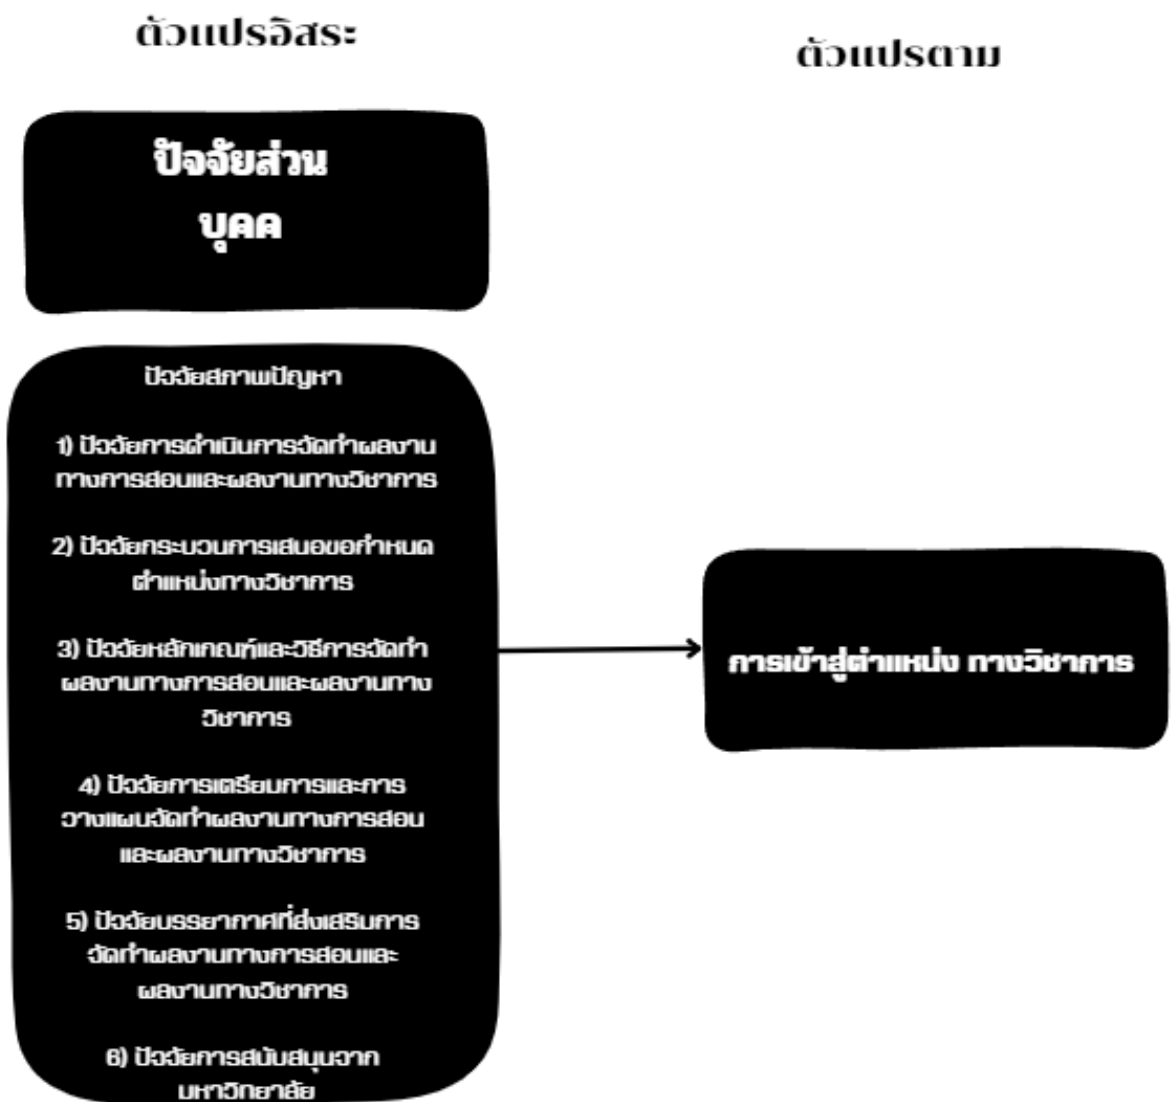 ตัวแปรอิสระ
ตัวแปรตาม
ปัจจัยส่วน
บุคค
ปัจจัยสภาพปัญหา
1) ปัจจัยการดำเนินการจัดทำผลงาน
ทางการสอนและผลงานทางวิชาการ
2) ปัจจัยกระบวนการเสนอขอกำหนด
ตำแหน่งทางวิชาการ
3) ปัจจัยหลักเกณฑ์และวิธีการจัดทำ
ผลงานทางการสอนและผลงานทาง
วิชาการ
4) ปัจจัยการเตรียมการและการ
วางแผนจัดทำผลงานทางการสอน
และผลงานทางวิชาการ
5) ปัจจัยบรรยากาศที่ส่งเสริมการ
จัดทำผลงานทางการสอนและ
ผลงานทางวิชาการ
6) ปัจจัยการสนับสนุนจาก
มหาวิทยาลัย
การเข้าสู่ตำแหน่ง ทางวิชาการ